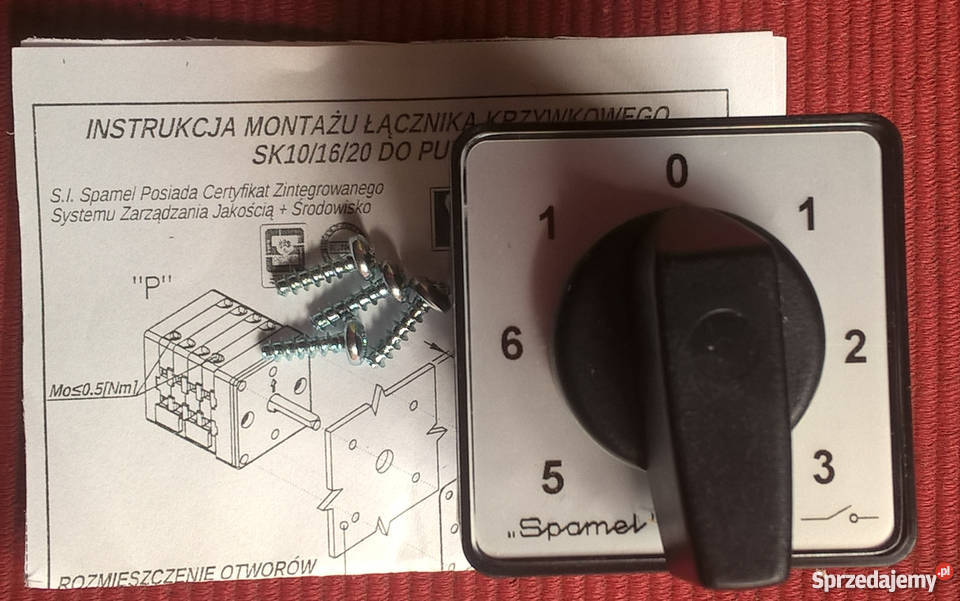 INSTRUKCJA MONTAŻU ŁĄCZNIKA KRZYWKOWEGO
SK10/16/20 DO
S.I. Spamel Posiada Certyfikat Zintegrowanego
Systemu Zarządzania Jakością + Środowisko
"P"
Mo≤0.5[Nm]
ROZMIESZCZENIE OTWORÓW
0
1
1
6
2
5
3
„Spamel"
Sprzedajemy.pl